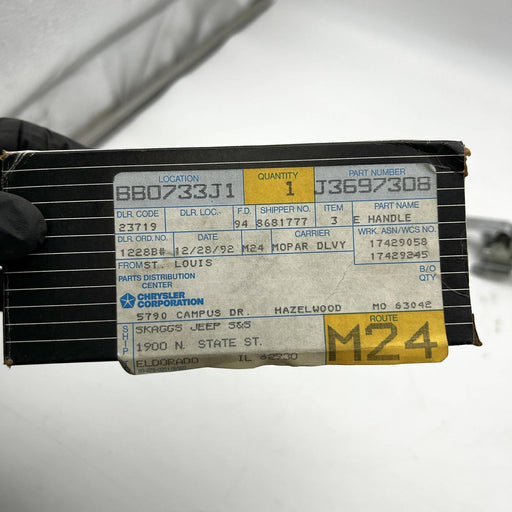 LOCATION QUANTITY PART NUMBER
BB0733J1 1 J3697308
DLR. CODE DLR. LOC. F.D. SHIPPER NO. ITEM PART NAME
23719 94 8681777 3 E HANDLE
DLR.ORD.NO. DATE CARRIER WRK. ASN/WCS NO.
1228B# 12/28/92 M24 MOPAR DLVY 17429058
FROM ST. LOUIS 17429245
PARTS DISTRIBUTION CENTER B/O QTY
CHRYSLER
CORPORATION
5790 CAMPUS DR. HAZELWOOD MO 63042
SHIP SKAGGS JEEP S&S ROUTE
1900 N. STATE ST. M24
ELDORADO IL